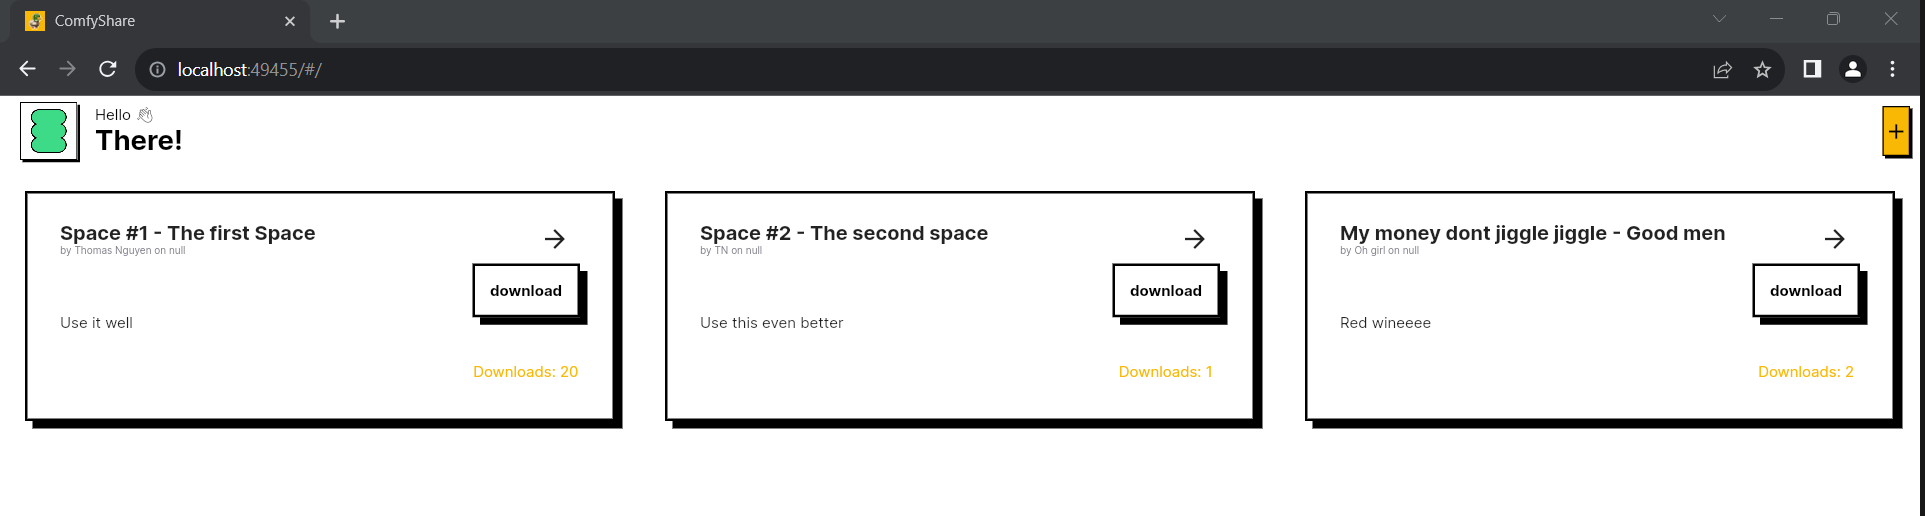 ComfyShare
localhost:49455/#/
Hello 👋
There!
Space #1 - The first Space
by Thomas Nguyen on null
download
Use it well
Downloads: 20
Space #2 - The second space
by TN on null
download
Use this even better
Downloads: 1
My money dont jiggle jiggle - Good men
by Oh girl on null
download
Red wineeee
Downloads: 2